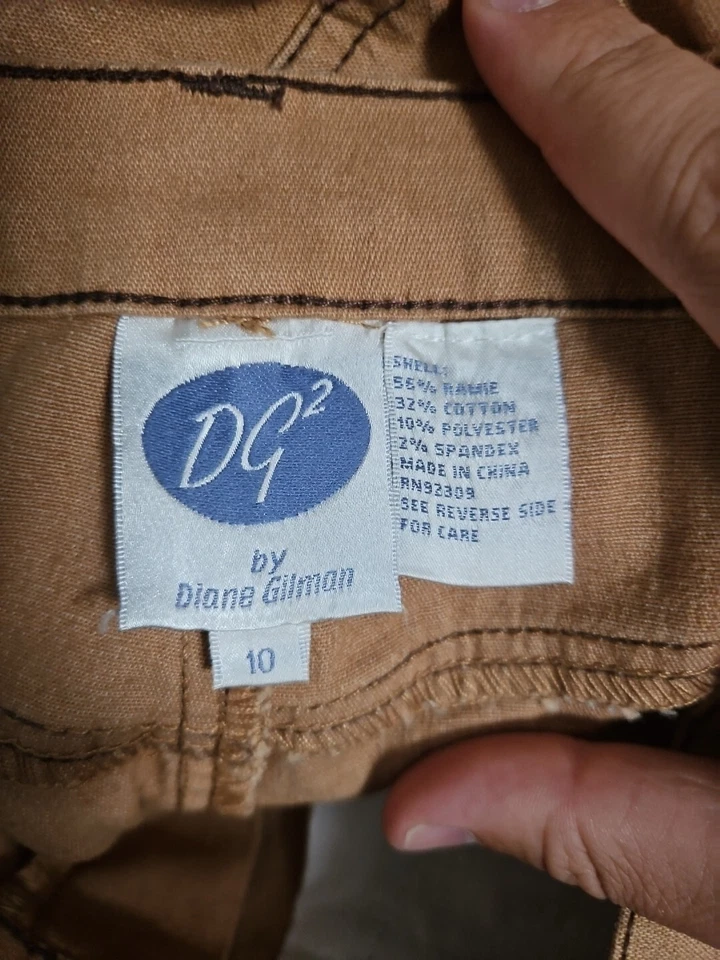 DG²
by
Diane Gilman
10
SHELL:
56% RAMIE
32% COTTON
10% POLYESTER
2% SPANDEX
MADE IN CHINA
RN92309
SEE REVERSE SIDE
FOR CARE